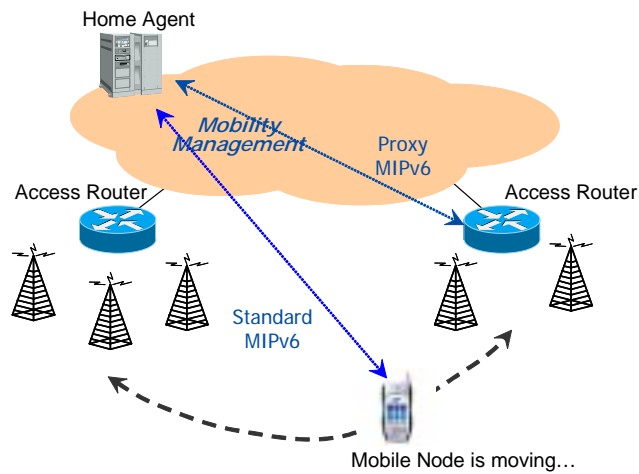 Home Agent
Mobility
Management
Proxy
MIPv6
Access Router
Access Router
Standard
MIPv6
Mobile Node is moving…